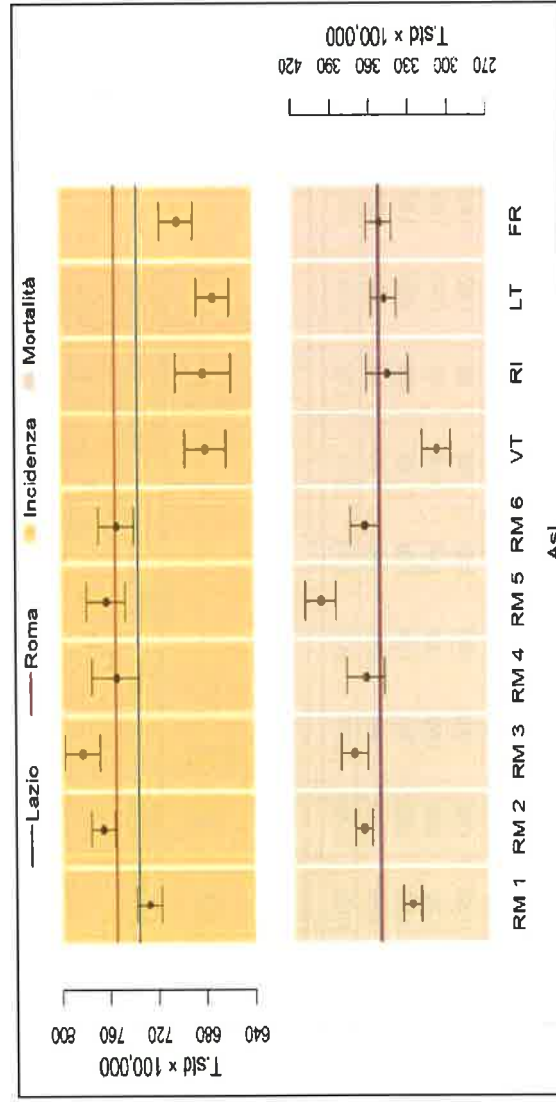 Lazio Roma Incidenza Mortalità
T.std × 100,000
800
760
720
680
640
T.std × 100,000
420
390
360
330
300
270
RM 1 RM 2 RM 3 RM 4 RM 5 RM 6 VT RI LT FR
Asl